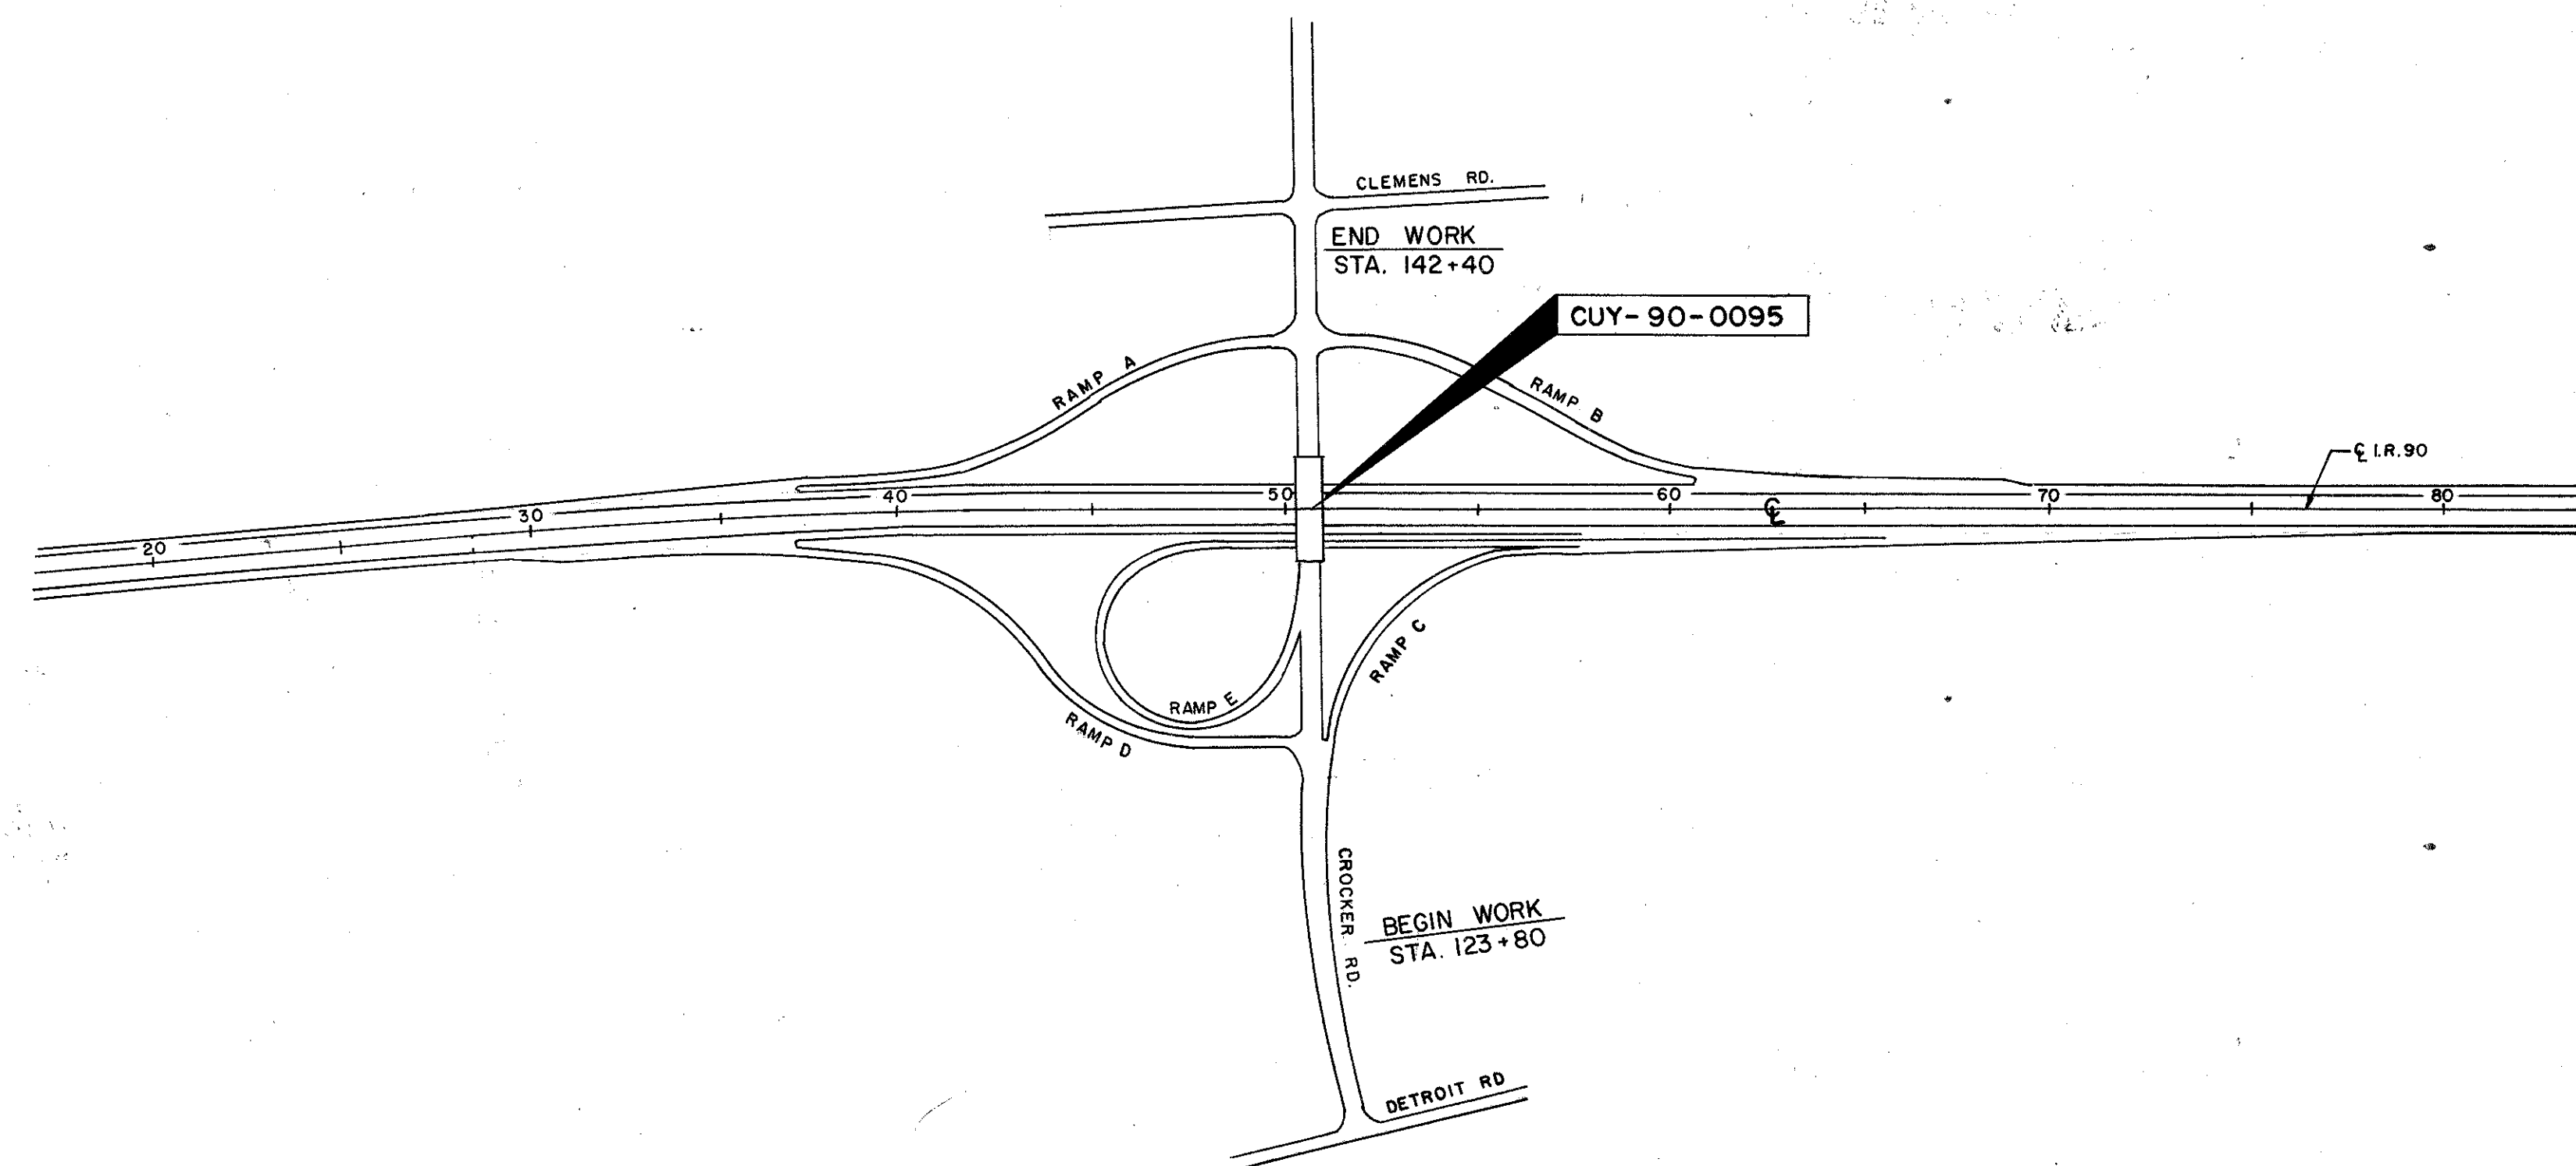 CLEMENS RD.
END WORK
STA. 142+40
CUY-90-0095
RAMP A
RAMP B
℄ I.R.90
20
30
40
50
60
℄
70
80
RAMP C
RAMP E
RAMP D
CROCKER RD.
BEGIN WORK
STA. 123+80
DETROIT RD